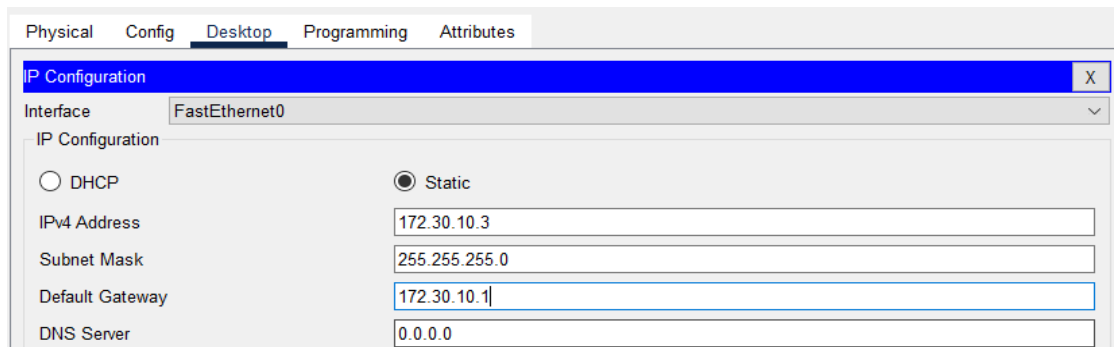 Physical Config Desktop Programming Attributes
IP Configuration X
Interface FastEthernet0
IP Configuration
DHCP Static
IPv4 Address 172.30.10.3
Subnet Mask 255.255.255.0
Default Gateway 172.30.10.1
DNS Server 0.0.0.0